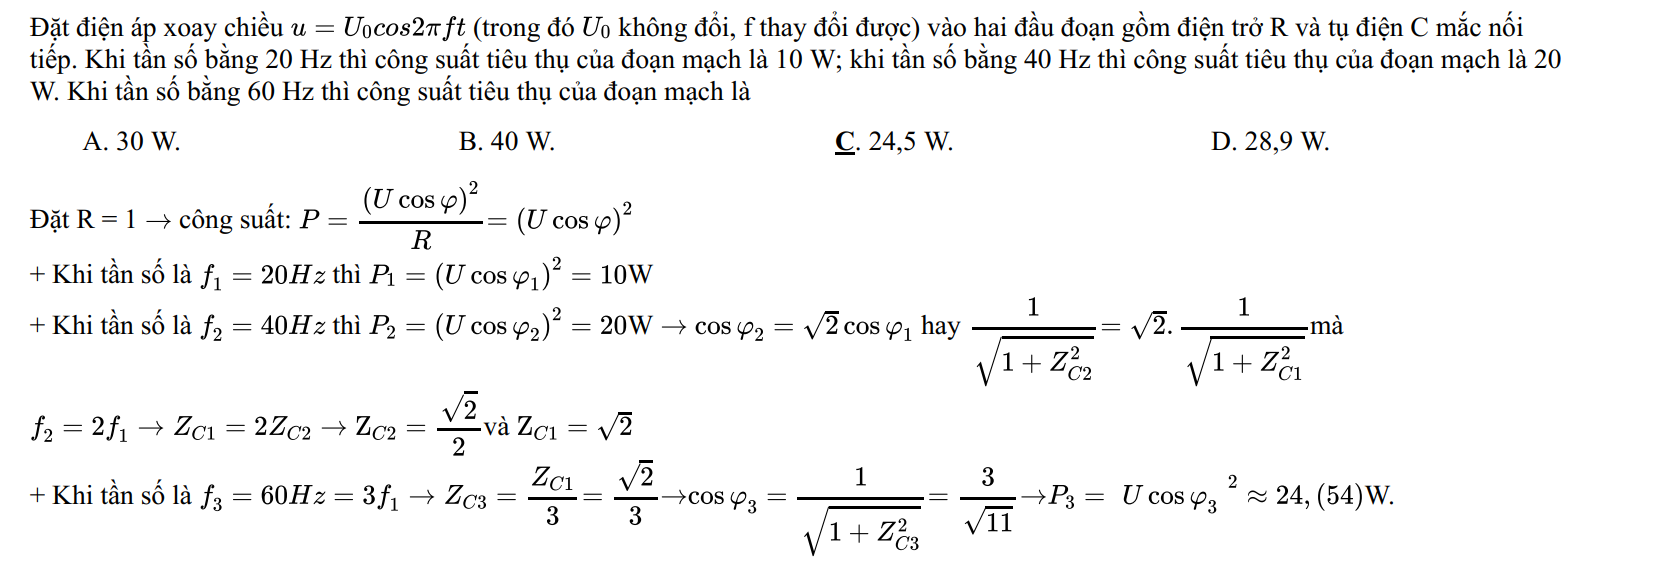 Đặt điện áp xoay chiều $u = U_0cos2\pi ft$ (trong đó $U_0$ không đổi, f thay đổi được) vào hai đầu đoạn gồm điện trở R và tụ điện C mắc nối
tiếp. Khi tần số bằng 20 Hz thì công suất tiêu thụ của đoạn mạch là 10 W; khi tần số bằng 40 Hz thì công suất tiêu thụ của đoạn mạch là 20
W. Khi tần số bằng 60 Hz thì công suất tiêu thụ của đoạn mạch là
A. 30 W. B. 40 W. C. 24,5 W. D. 28,9 W.
Đặt R = 1 → công suất: $P = \frac{(U\cos\varphi)^2}{R} = (U\cos\varphi)^2$
+ Khi tần số là $f_1 = 20Hz$ thì $P_1 = (U\cos\varphi_1)^2 = 10$W
+ Khi tần số là $f_2 = 40Hz$ thì $P_2 = (U\cos\varphi_2)^2 = 20$W → $\cos\varphi_2 = \sqrt{2}\cos\varphi_1$ hay $\frac{1}{\sqrt{1 + Z_{C2}^2}} = \sqrt{2}.\frac{1}{\sqrt{1 + Z_{C1}^2}}$ mà
$f_2 = 2f_1 → Z_{C1} = 2Z_{C2} → Z_{C2} = \frac{\sqrt{2}}{2}$ và $Z_{C1} = \sqrt{2}$
+ Khi tần số là $f_3 = 60Hz = 3f_1 → Z_{C3} = \frac{Z_{C1}}{3} = \frac{\sqrt{2}}{3} → \cos\varphi_3 = \frac{1}{\sqrt{1 + Z_{C3}^2}} = \frac{3}{\sqrt{11}} → P_3 = U\cos\varphi_3{}^2 ≈ 24,(54)$W.